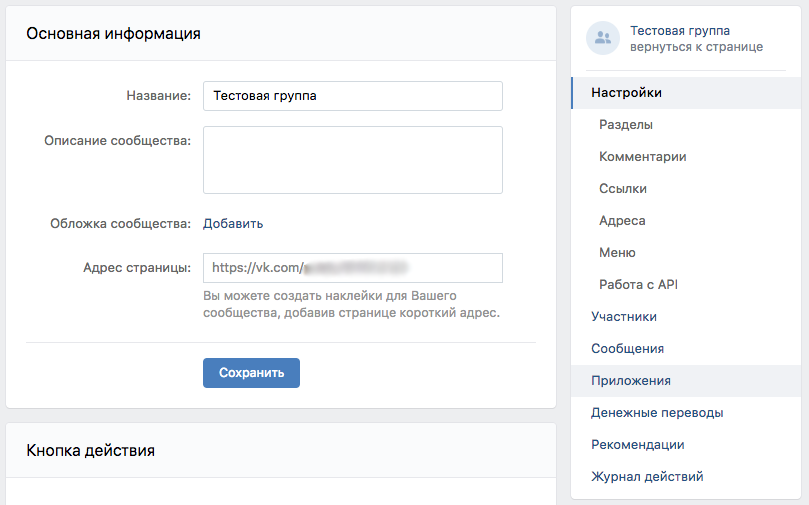 Основная информация
Название:
Тестовая группа
Описание сообщества:
Обложка сообщества:
Добавить
Адрес страницы:
https://vk.com/
Вы можете создать наклейки для Вашего
сообщества, добавив странице короткий адрес.
Сохранить
Кнопка действия
Тестовая группа
вернуться к странице
Настройки
Разделы
Комментарии
Ссылки
Адреса
Меню
Работа с API
Участники
Сообщения
Приложения
Денежные переводы
Рекомендации
Журнал действий